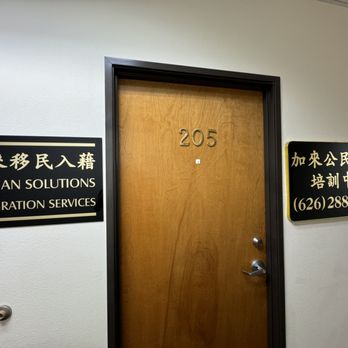 移民入籍
AN SOLUTIONS
RATION SERVICES
205
加來公民
培訓中
(626)288